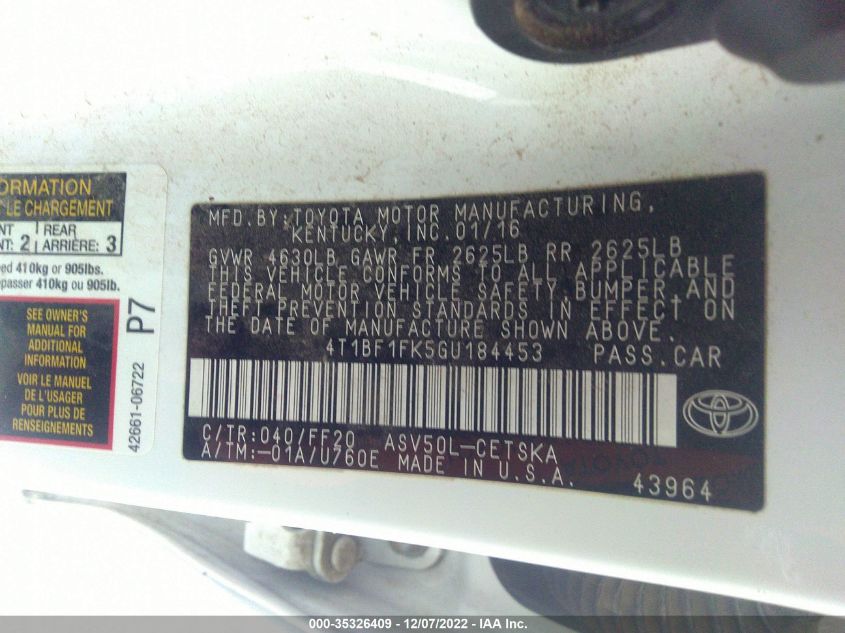 ORMATION
LE CHARGEMENT
NT
NT: 2
REAR
ARRIÈRE: 3
ed 410kg or 905lbs.
passer 410kg ou 905lb.
SEE OWNER'S
MANUAL FOR
ADDITIONAL
INFORMATION
VOIR LE MANUEL
DE L'USAGER
POUR PLUS DE
RENSEIGNEMENTS
P7
42661-06722
MFD.BY: TOYOTA MOTOR MANUFACTURING,
KENTUCKY, INC. 01/16
GVWR 4630LB GAWR FR 2625LB RR 2625LB
THIS VEHICLE CONFORMS TO ALL APPLICABLE
FEDERAL MOTOR VEHICLE SAFETY, BUMPER, AND
THEFT PREVENTION STANDARDS IN EFFECT ON
THE DATE OF MANUFACTURE SHOWN ABOVE.
4T1BF1FK5GU184453 PASS.CAR
C/TR:040/FF20 ASV50L-CETSKA
A/TM:-01A/U760E MADE IN U.S.A.
43964
000-35326409 - 12/07/2022 - IAA Inc.